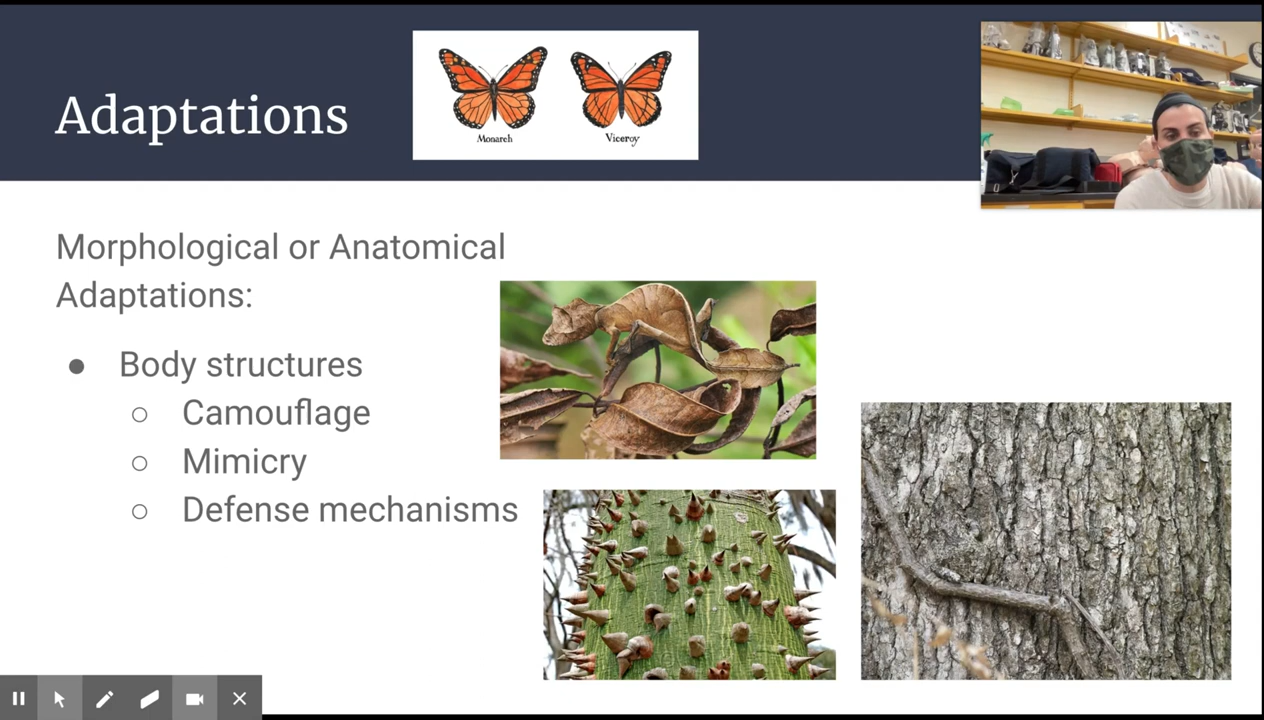 Adaptations
Monarch
Viceroy
Morphological or Anatomical
Adaptations:
Body structures
Camouflage
Mimicry
Defense mechanisms